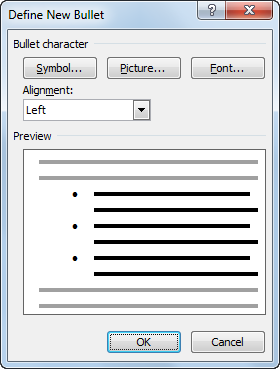 Define New Bullet
Bullet character
Symbol... Picture... Font...
Alignment:
Left
Preview
OK Cancel